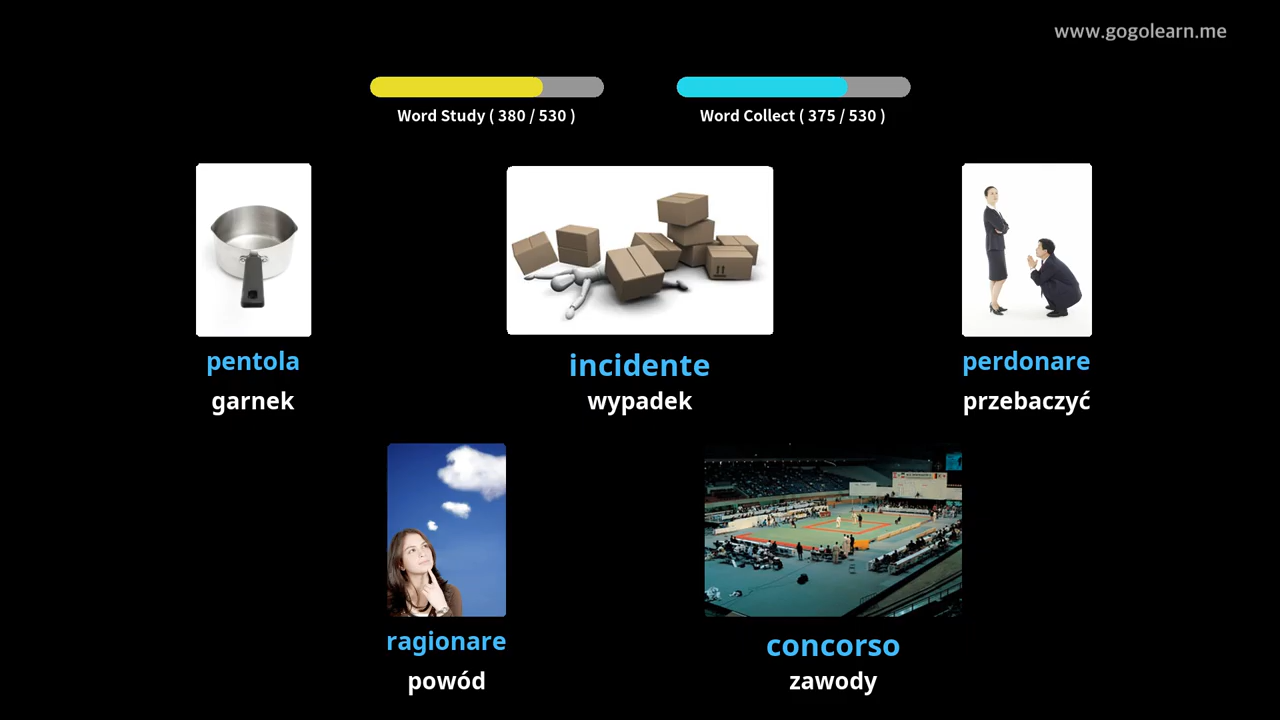 www.gogolearn.me
Word Study ( 380 / 530 )
Word Collect ( 375 / 530 )
pentola
garnek
incidente
wypadek
perdonare
przebaczyć
ragionare
powód
concorso
zawody